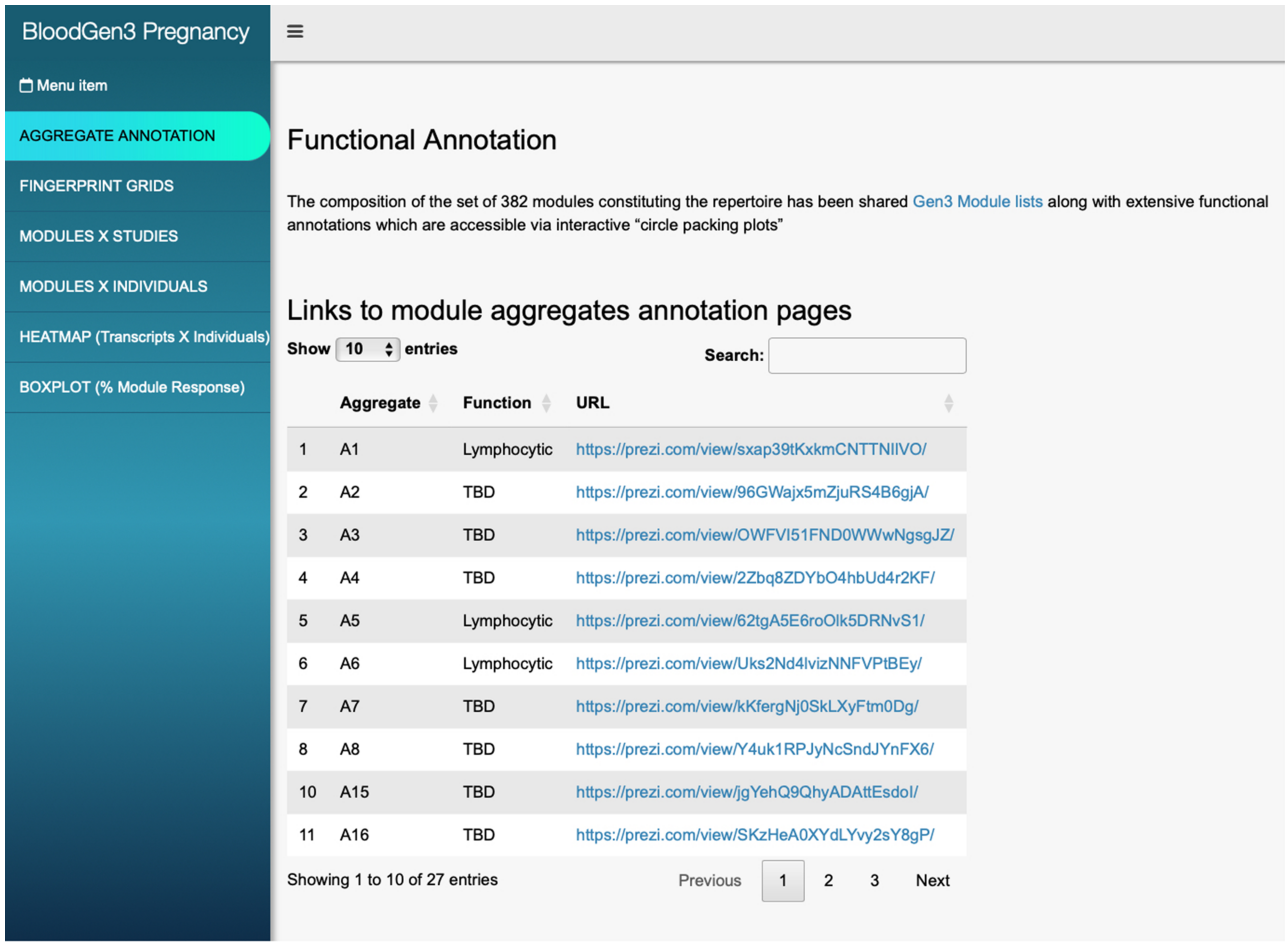 BloodGen3 Pregnancy
Menu item
AGGREGATE ANNOTATION
FINGERPRINT GRIDS
MODULES X STUDIES
MODULES X INDIVIDUALS
HEATMAP (Transcripts X Individuals)
BOXPLOT (% Module Response)
Functional Annotation
The composition of the set of 382 modules constituting the repertoire has been shared Gen3 Module lists along with extensive functional
annotations which are accessible via interactive “circle packing plots”
Links to module aggregates annotation pages
Show 10 entries
Search:
Aggregate Function URL
1 A1 Lymphocytic https://prezi.com/view/sxap39tKxkmCNTTNIlVO/
2 A2 TBD https://prezi.com/view/96GWajx5mZjuRS4B6gjA/
3 A3 TBD https://prezi.com/view/OWFVI51FND0WWwNgsgJZ/
4 A4 TBD https://prezi.com/view/2Zbq8ZDYbO4hbUd4r2KF/
5 A5 Lymphocytic https://prezi.com/view/62tgA5E6roOlk5DRNvS1/
6 A6 Lymphocytic https://prezi.com/view/Uks2Nd4lvizNNFVPtBEy/
7 A7 TBD https://prezi.com/view/kKfergNj0SkLXyFtm0Dg/
8 A8 TBD https://prezi.com/view/Y4uk1RPJyNcSndJYnFX6/
10 A15 TBD https://prezi.com/view/jgYehQ9QhyADAttEsdoI/
11 A16 TBD https://prezi.com/view/SKzHeA0XYdLYvy2sY8gP/
Showing 1 to 10 of 27 entries
Previous 1 2 3 Next